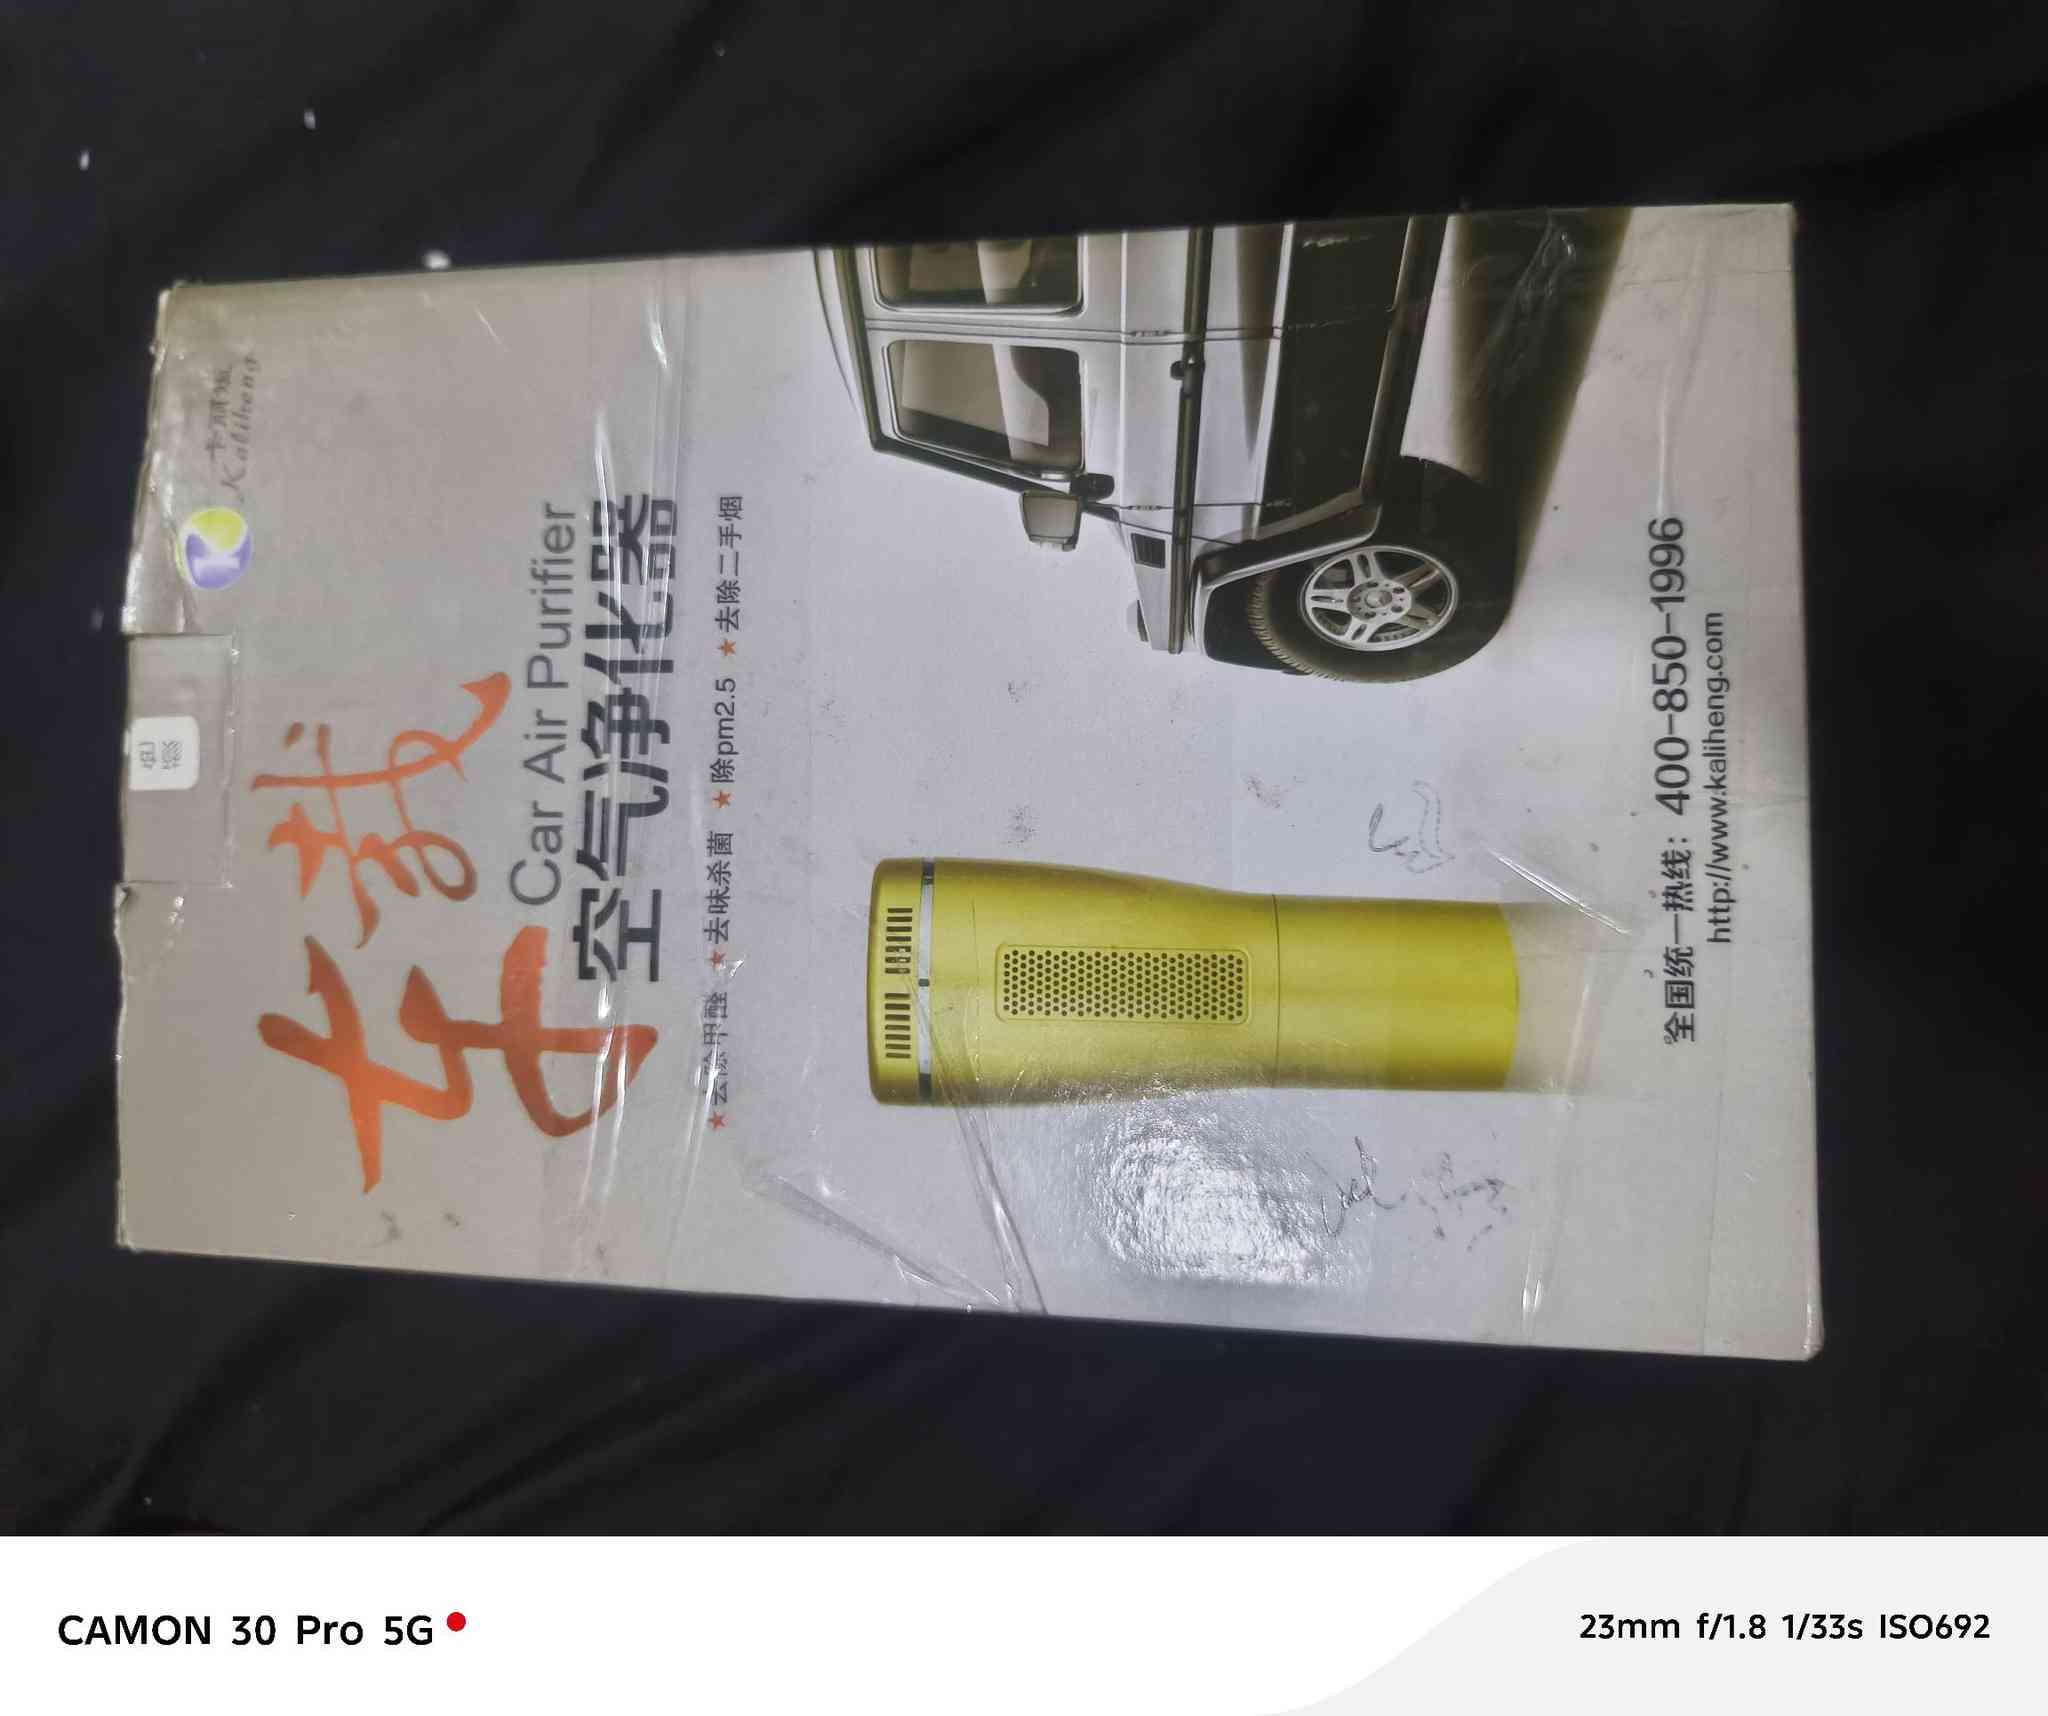 Kaliheng
车载
Car Air Purifier
空气净化器
★去除甲醛 ★去味杀菌 ★除pm2.5 ★去除二手烟
全国统一热线：400-850-1996
http://www.kaliheng.com
CAMON 30 Pro 5G
23mm f/1.8 1/33s ISO692